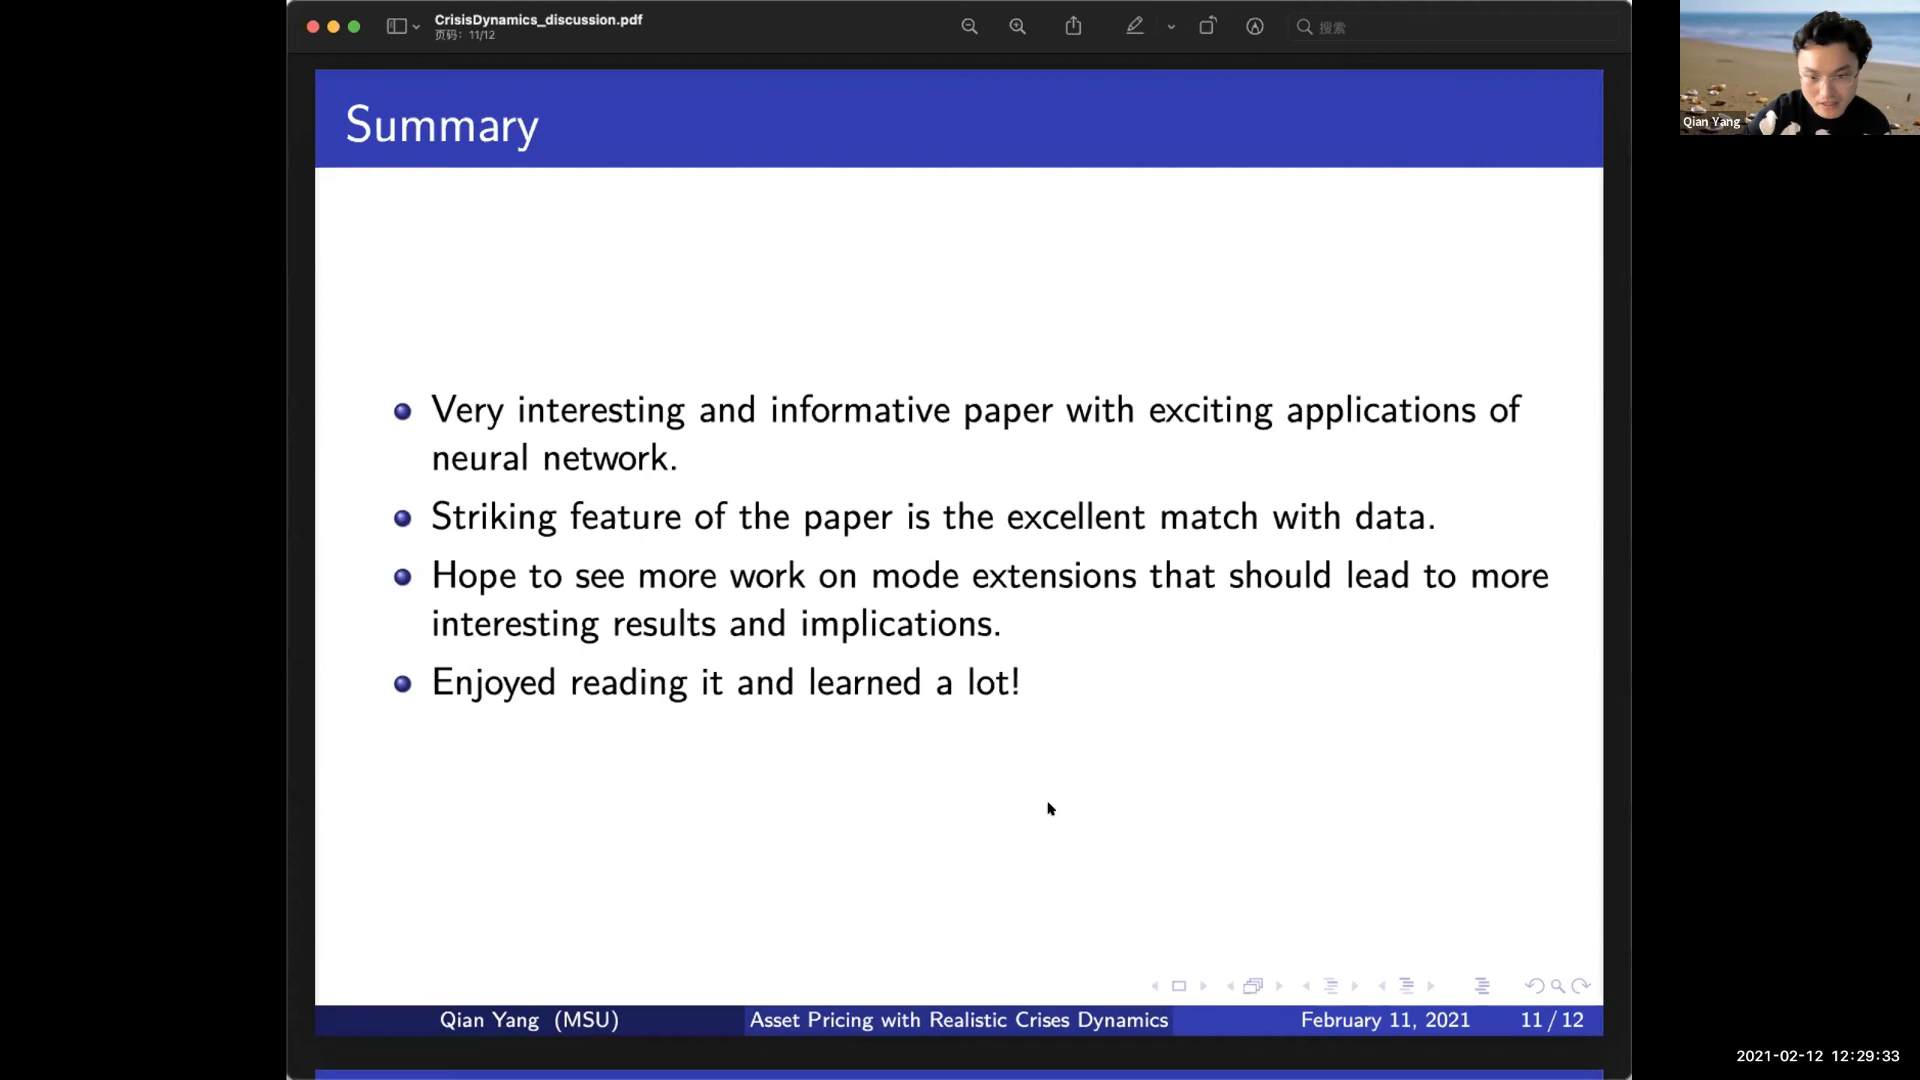 CrisisDynamics_discussion.pdf
页码：11/12
搜索
Qian Yang
Summary
Very interesting and informative paper with exciting applications of
neural network.
Striking feature of the paper is the excellent match with data.
Hope to see more work on mode extensions that should lead to more
interesting results and implications.
Enjoyed reading it and learned a lot!
Qian Yang (MSU) Asset Pricing with Realistic Crises Dynamics February 11, 2021 11 / 12
2021-02-12 12:29:33